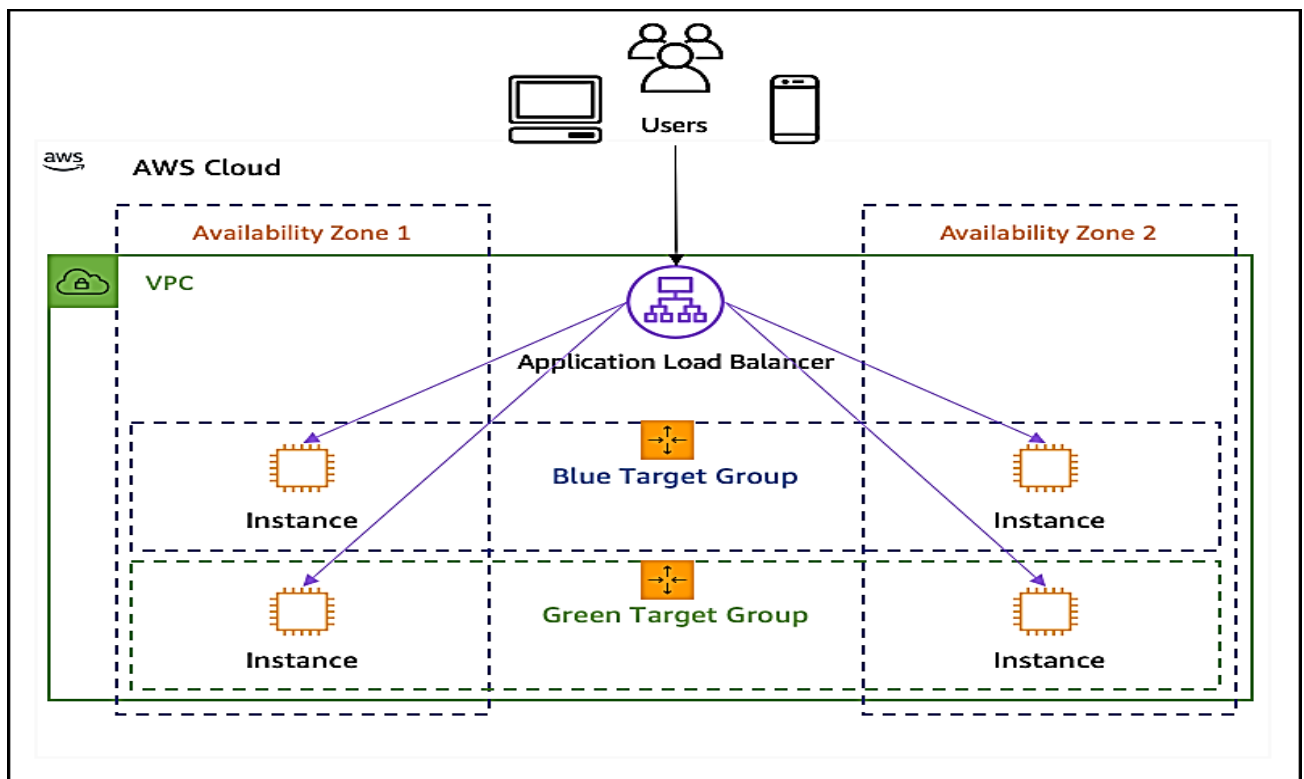 Users
aws
AWS Cloud
Availability Zone 1
Availability Zone 2
VPC
Application Load Balancer
Blue Target Group
Instance
Instance
Green Target Group
Instance
Instance